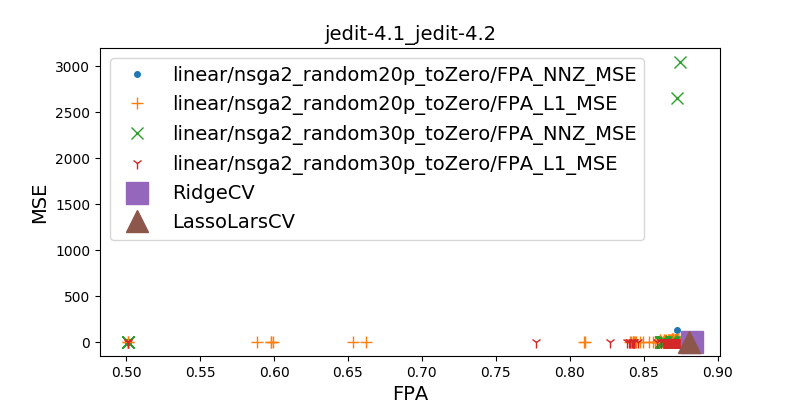 jedit-4.1_jedit-4.2
linear/nsga2_random20p_toZero/FPA_NNZ_MSE
linear/nsga2_random20p_toZero/FPA_L1_MSE
linear/nsga2_random30p_toZero/FPA_NNZ_MSE
linear/nsga2_random30p_toZero/FPA_L1_MSE
RidgeCV
LassoLarsCV
MSE
3000
2500
2000
1500
1000
500
0
0.50 0.55 0.60 0.65 0.70 0.75 0.80 0.85 0.90
FPA